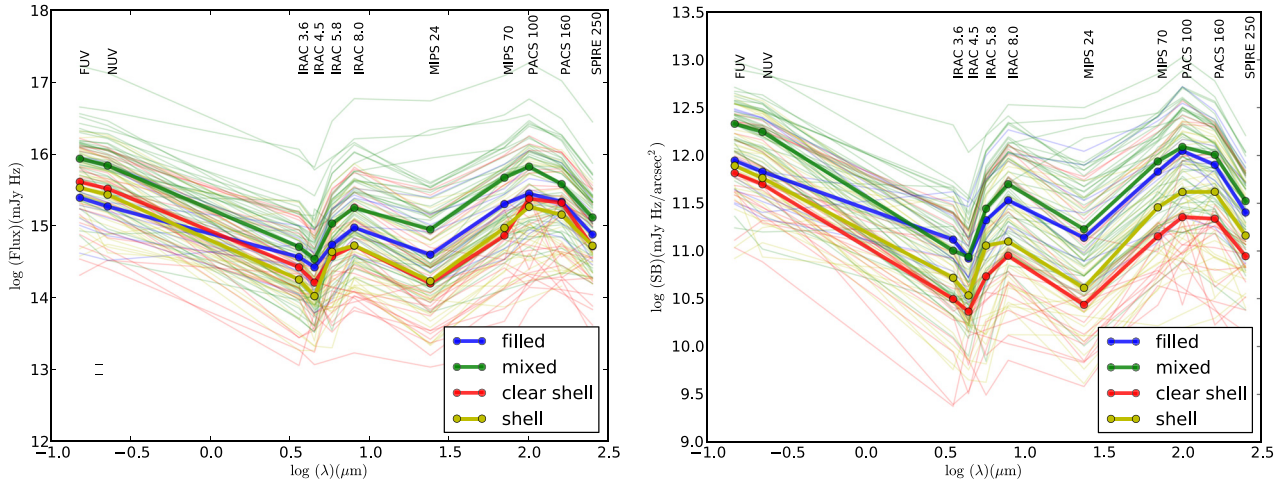 18
17
16
15
14
13
12
log (Flux)(mJy Hz)
FUV
NUV
IRAC 3.6
IRAC 4.5
IRAC 5.8
IRAC 8.0
MIPS 24
MIPS 70
PACS 100
PACS 160
SPIRE 250
filled
mixed
clear shell
shell
−1.0 −0.5 0.0 0.5 1.0 1.5 2.0 2.5
log (λ)(μm)
13.5
13.0
12.5
12.0
11.5
11.0
10.5
10.0
9.5
9.0
log (SB)(mJy Hz/arcsec²)
FUV
NUV
IRAC 3.6
IRAC 4.5
IRAC 5.8
IRAC 8.0
MIPS 24
MIPS 70
PACS 100
PACS 160
SPIRE 250
filled
mixed
clear shell
shell
−1.0 −0.5 0.0 0.5 1.0 1.5 2.0 2.5
log (λ)(μm)